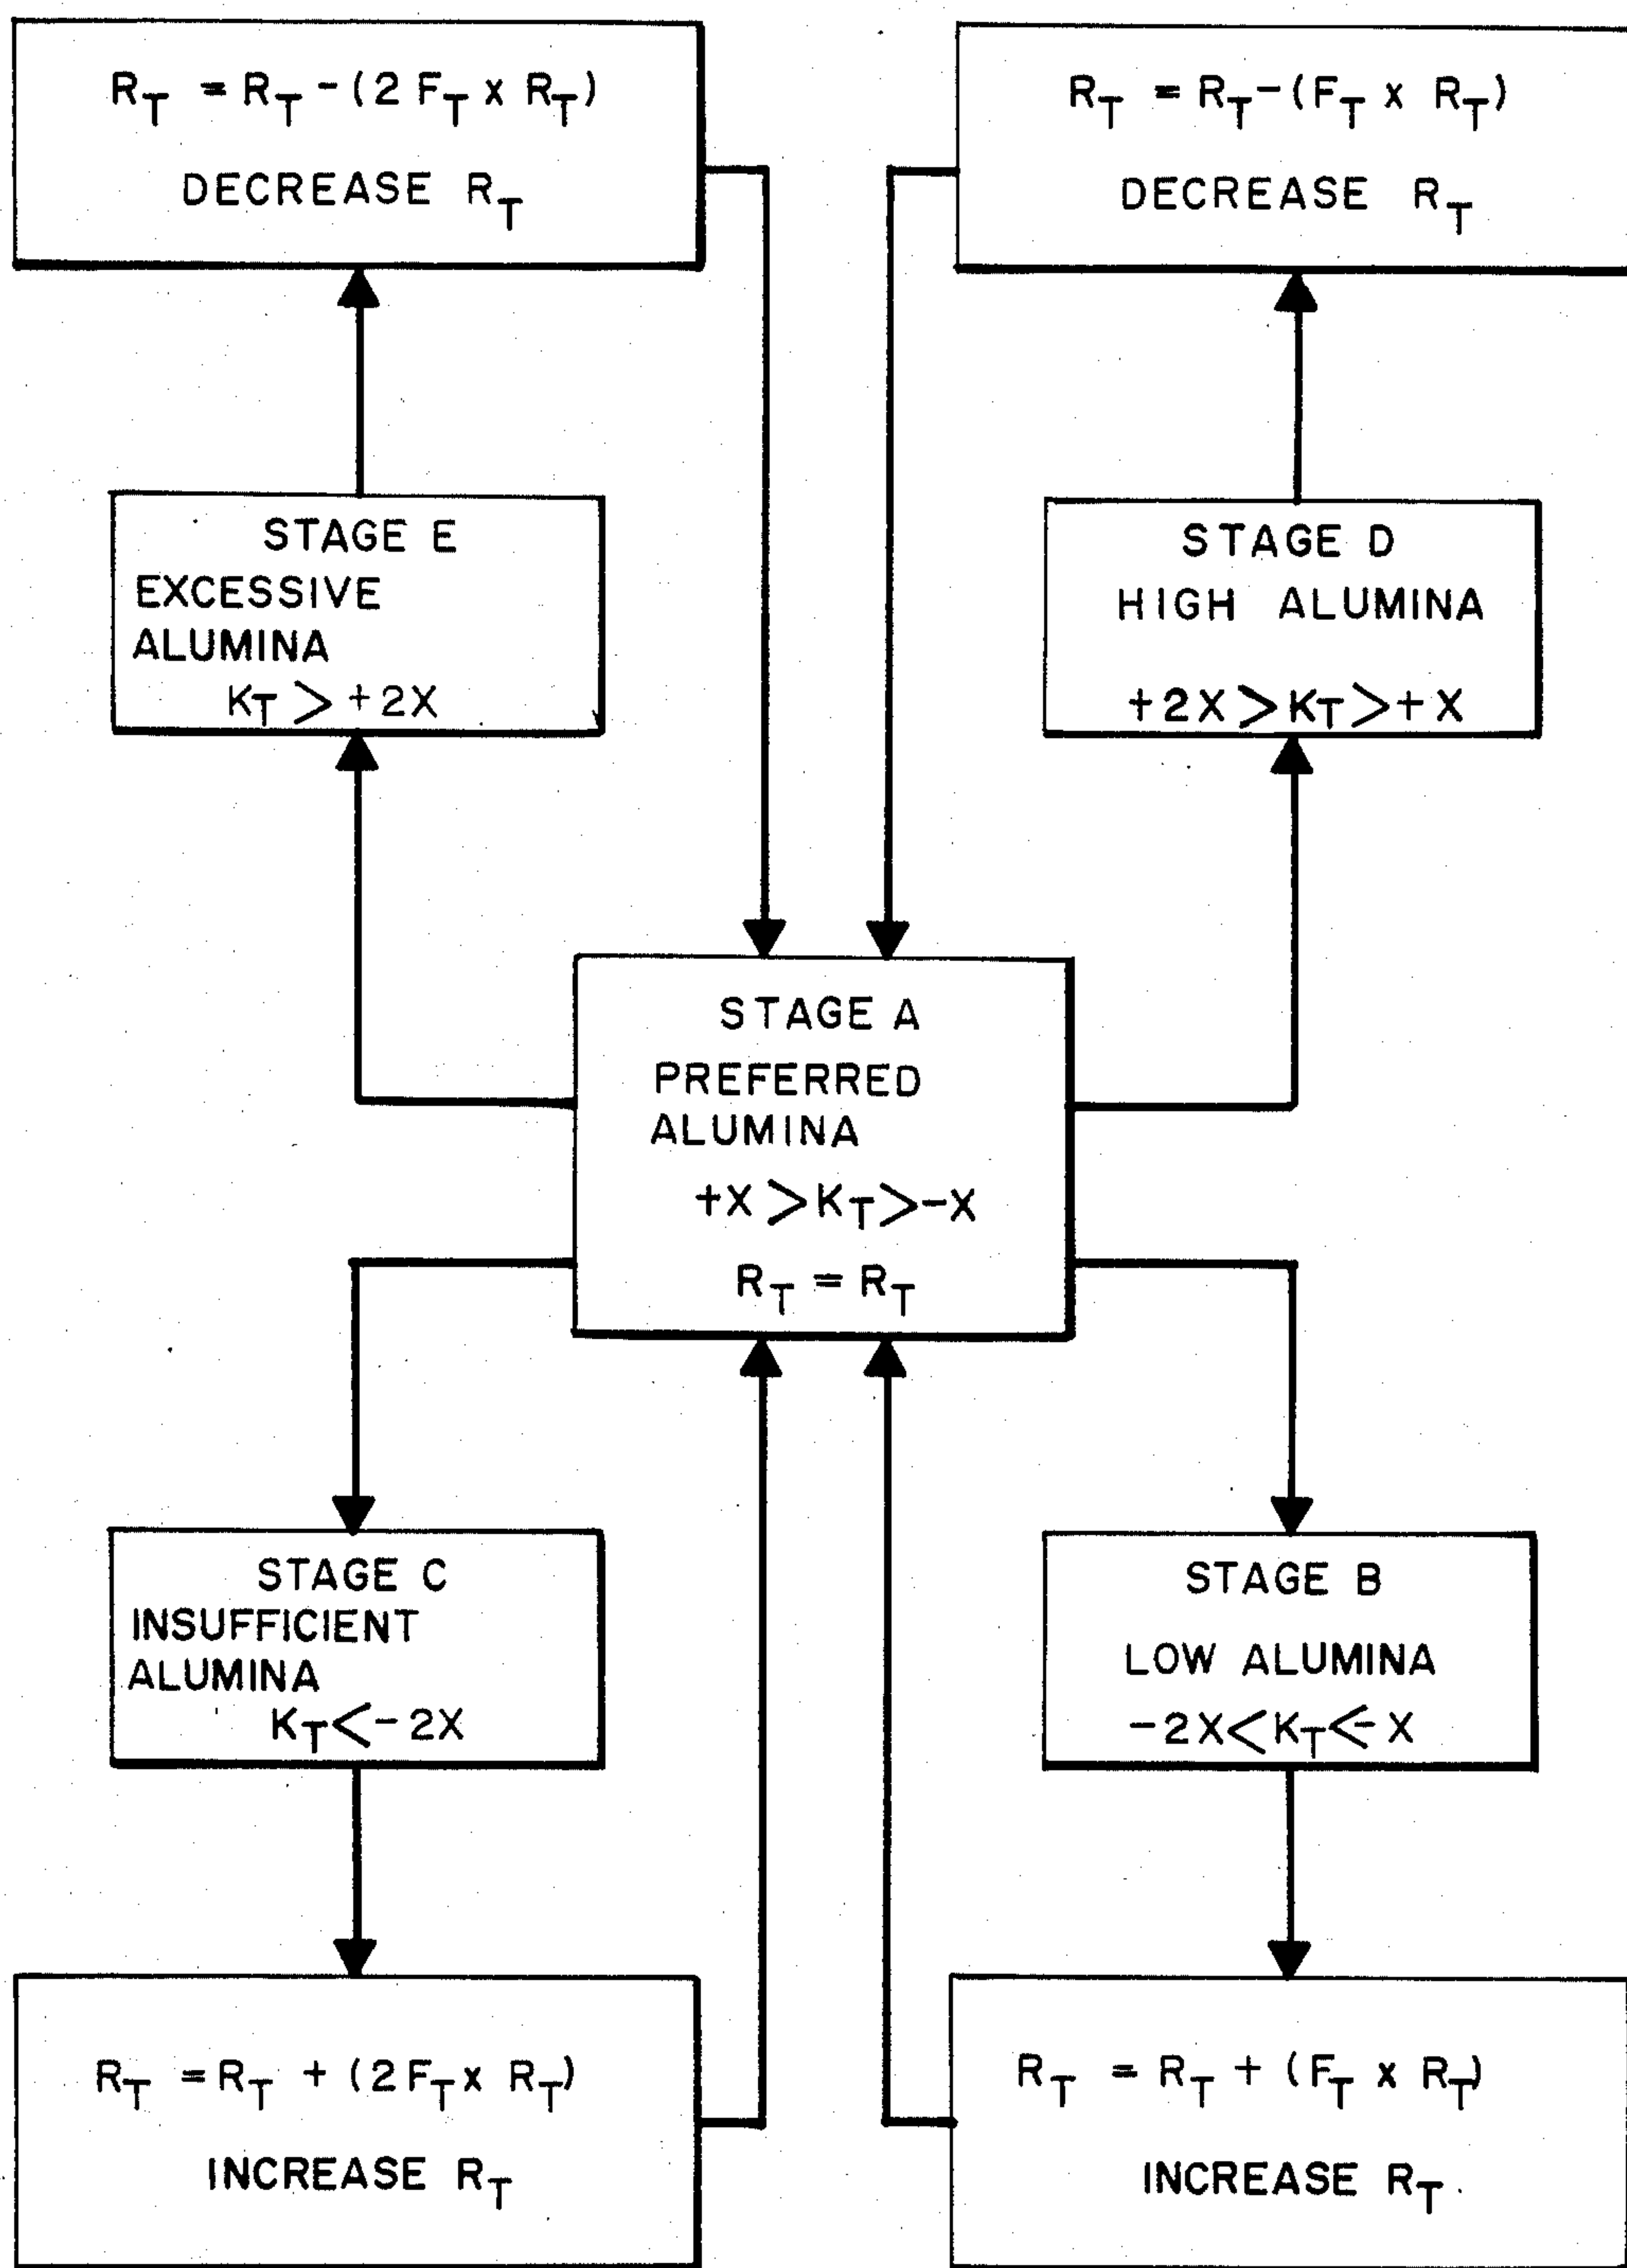 R_T = R_T - (2 F_T x R_T)
DECREASE R_T
R_T = R_T - (F_T x R_T)
DECREASE R_T
STAGE E
EXCESSIVE
ALUMINA
K_T > +2X
STAGE D
HIGH ALUMINA
+2X > K_T > +X
STAGE A
PREFERRED
ALUMINA
+X > K_T > -X
R_T = R_T
STAGE C
INSUFFICIENT
ALUMINA
K_T < -2X
STAGE B
LOW ALUMINA
-2X < K_T < -X
R_T = R_T + (2 F_T x R_T)
INCREASE R_T
R_T = R_T + (F_T x R_T)
INCREASE R_T.